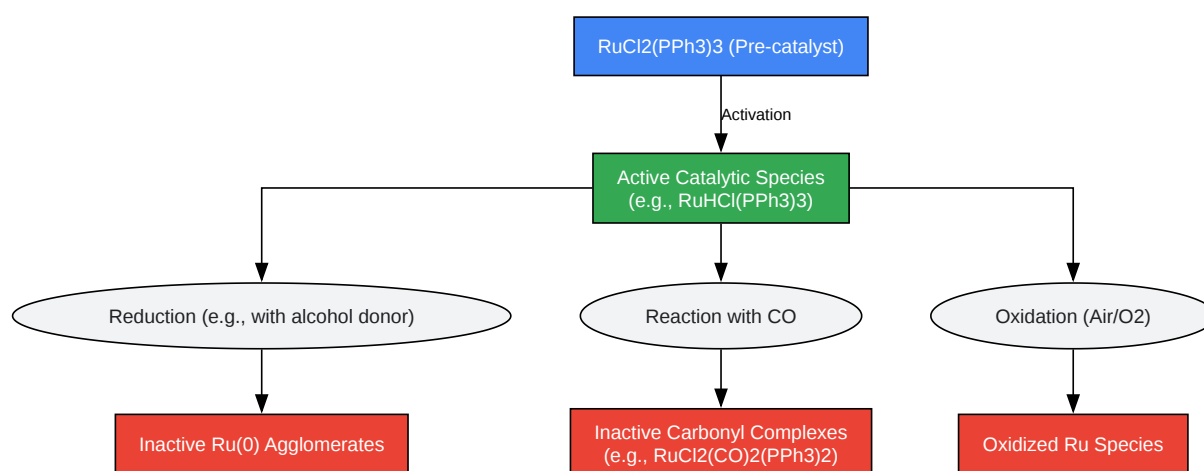 RuCl2(PPh3)3 (Pre-catalyst)
Activation
Active Catalytic Species
(e.g., RuHCl(PPh3)3)
Reduction (e.g., with alcohol donor)
Reaction with CO
Oxidation (Air/O2)
Inactive Ru(0) Agglomerates
Inactive Carbonyl Complexes
(e.g., RuCl2(CO)2(PPh3)2)
Oxidized Ru Species